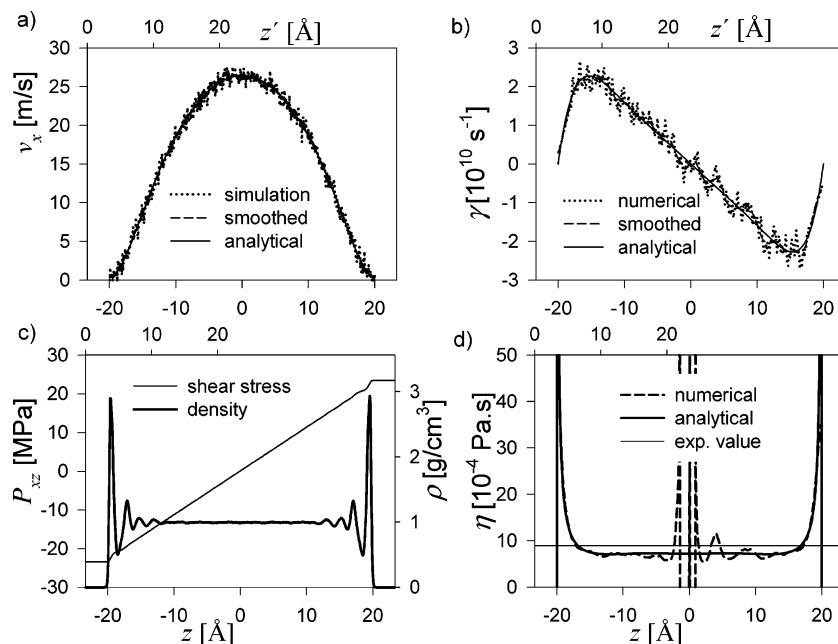 a)
0 10 20
z´ [Å]
30
25
20
15
10
5
0
v_x [m/s]
simulation
smoothed
analytical
-20 -10 0 10 20
b)
0 10 20
z´ [Å]
3
2
1
0
-1
-2
-3
γ [10^10 s^-1]
numerical
smoothed
analytical
-20 -10 0 10 20
c)
0 10 20
30
20
10
0
-10
-20
-30
P_xz [MPa]
shear stress
density
3
2
1
0
ρ [g/cm^3]
-20 -10 0 10 20
z [Å]
d)
0 10 20
50
40
30
20
10
0
η [10^-4 Pa.s]
numerical
analytical
exp. value
-20 -10 0 10 20
z [Å]